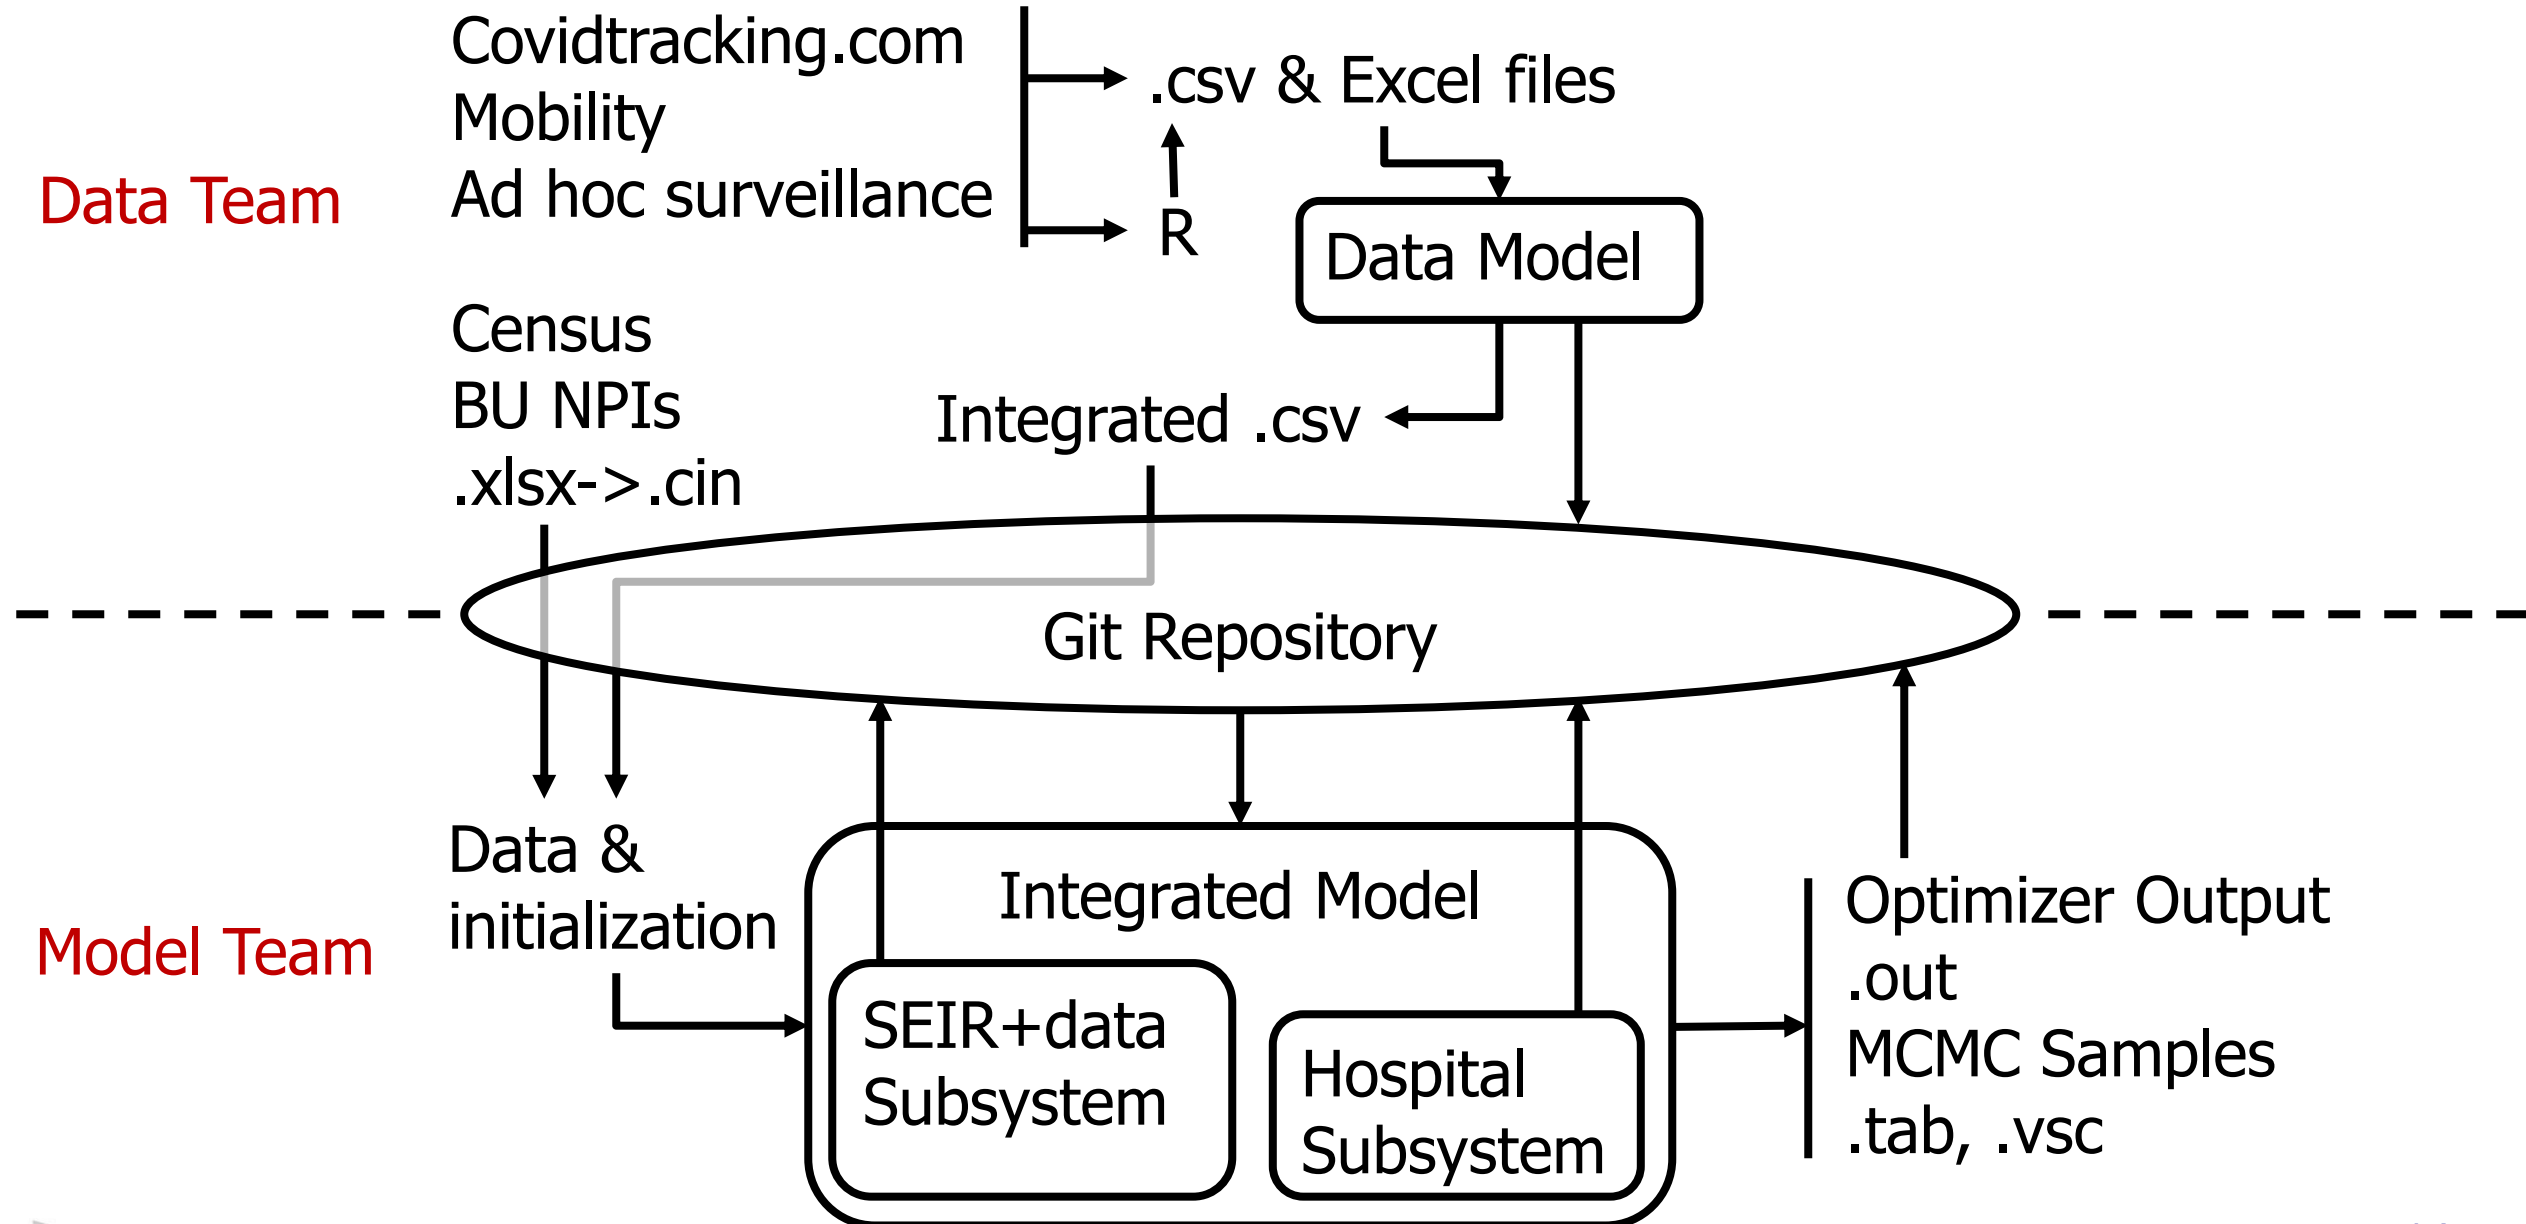 Covidtracking.com
Mobility
Ad hoc surveillance
.csv & Excel files
R
Data Team
Data Model
Census
BU NPIs
.xlsx->.cin
Integrated .csv
Git Repository
Data &
initialization
Model Team
Integrated Model
SEIR+data
Subsystem
Hospital
Subsystem
Optimizer Output
.out
MCMC Samples
.tab, .vsc